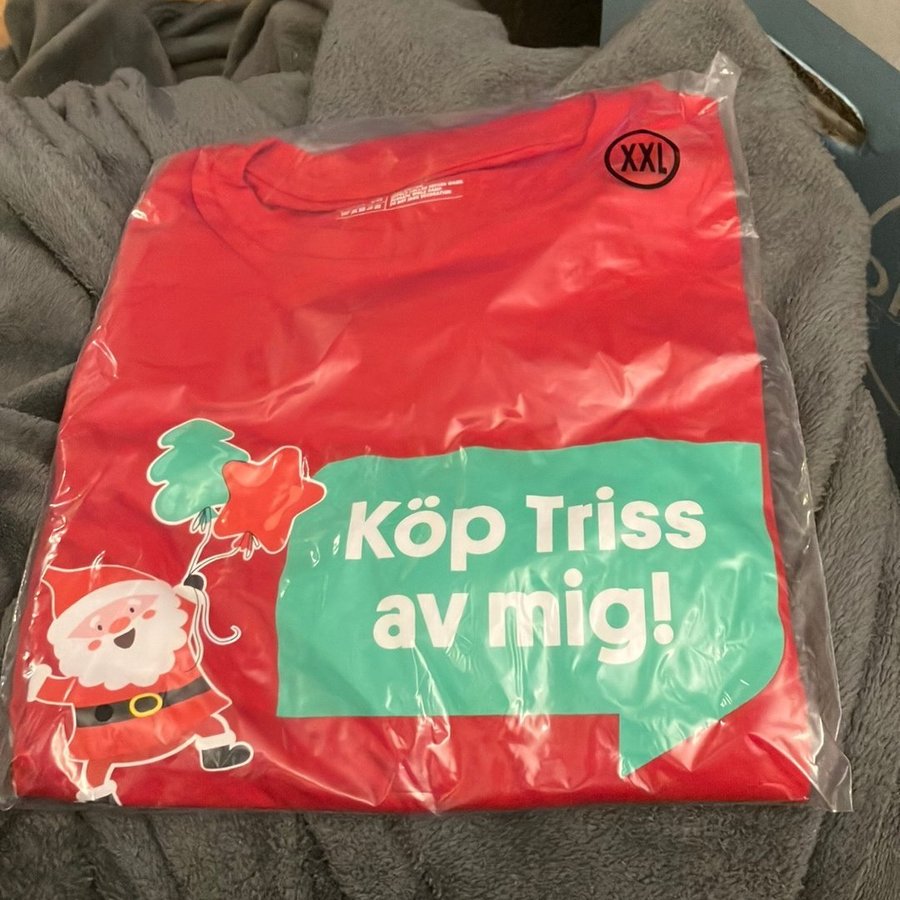 XXL
Köp Triss
av mig!